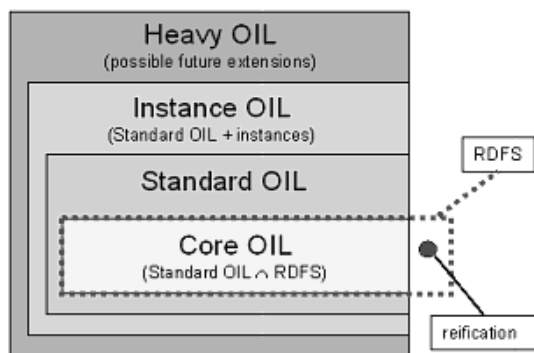 Heavy OIL
(possible future extensions)
Instance OIL
(Standard OIL + instances)
Standard OIL
RDFS
Core OIL
(Standard OIL ∩ RDFS)
reification